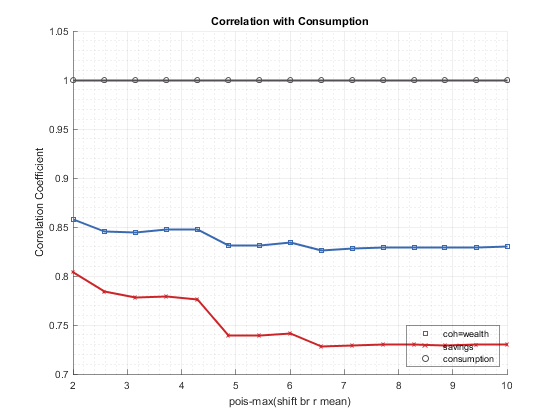 Correlation with Consumption
1.05
1
0.95
0.9
0.85
0.8
0.75
0.7
Correlation Coefficient
2
3
4
5
6
7
8
9
10
pois-max(shift br r mean)
coh=wealth
savings
consumption